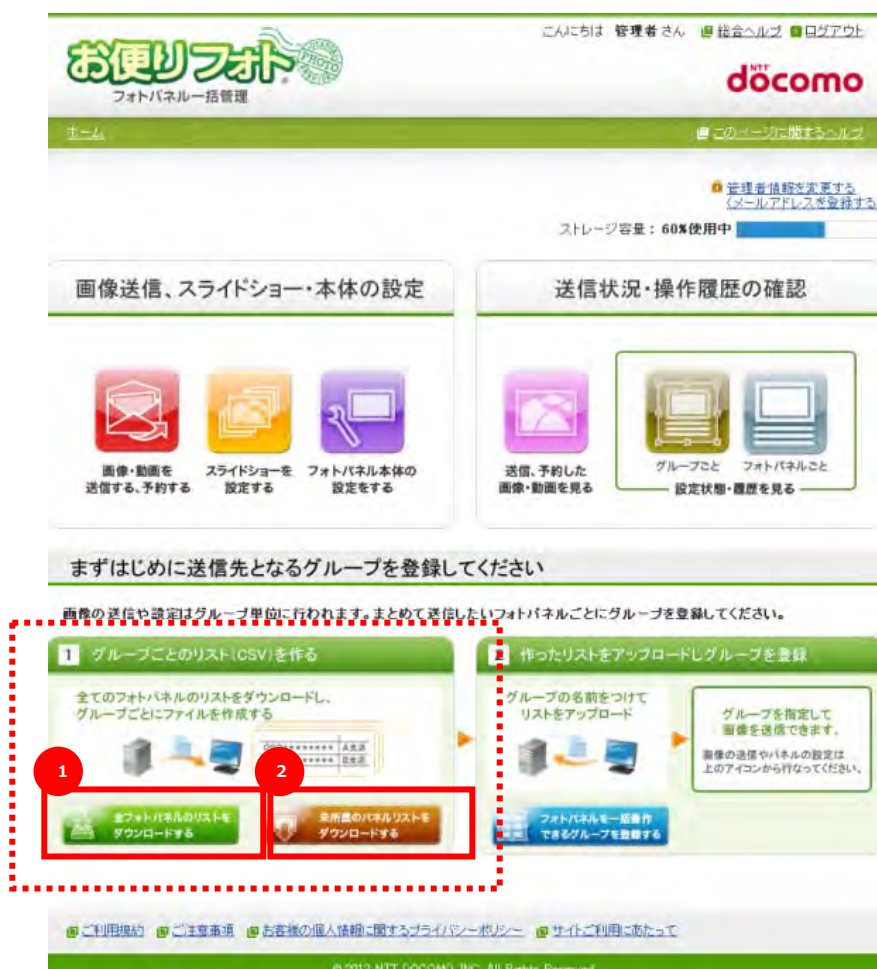 こんにちは 管理者 さん 総合ヘルプ ログアウト
お便りフォト
PHOTO
フォトパネル一括管理
NTT
döcomo
ホーム
このページに関するヘルプ
管理者情報を変更する
(メールアドレスを登録する
ストレージ容量：60%使用中
画像送信、スライドショー・本体の設定
送信状況・操作履歴の確認
画像・動画を
送信する、予約する
スライドショーを
設定する
フォトパネル本体の
設定をする
送信、予約した
画像・動画を見る
グループごと
フォトパネルごと
設定状態・履歴を見る
まずはじめに送信先となるグループを登録してください
画像の送信や設定はグループ単位に行われます。まとめて送信したいフォトパネルごとにグループを登録してください。
1 グループごとのリスト(CSV)を作る
全てのフォトパネルのリストをダウンロードし、
グループごとにファイルを作成する
1
2
全フォトパネルのリストを
ダウンロードする
未所属のパネルリストを
ダウンロードする
2 作ったリストをアップロードしグループを登録
グループの名前をつけて
リストをアップロード
フォトパネルを一括操作
できるグループを登録する
グループを指定して
画像を送信できます。
画像の送信やパネルの設定は
上のアイコンから行なってください。
ご利用規約 ご注意事項 お客様の個人情報に関するプライバシーポリシー サイトご利用にあたって
© 2012 NTT DOCOMO, INC. All Rights Reserved.